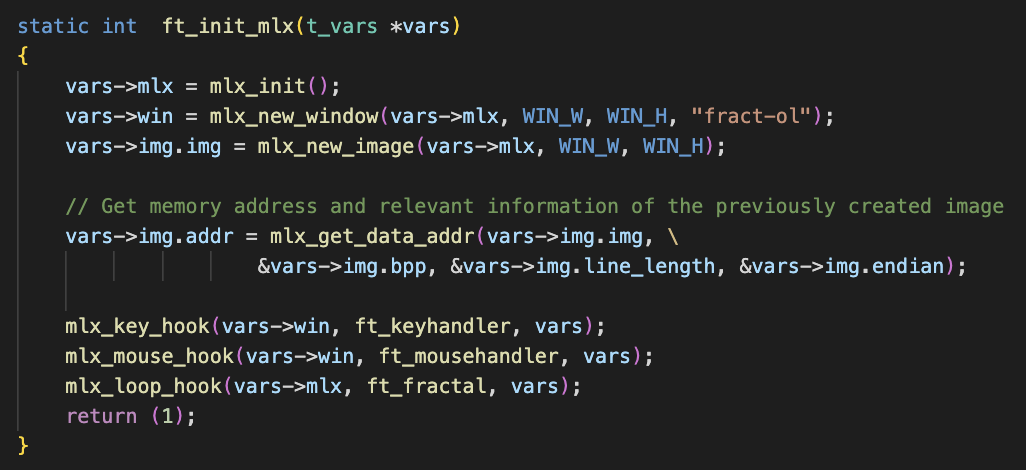 static int	ft_init_mlx(t_vars *vars)
{
	vars->mlx = mlx_init();
	vars->win = mlx_new_window(vars->mlx, WIN_W, WIN_H, "fract-ol");
	vars->img.img = mlx_new_image(vars->mlx, WIN_W, WIN_H);

	// Get memory address and relevant information of the previously created image
	vars->img.addr = mlx_get_data_addr(vars->img.img, \
					&vars->img.bpp, &vars->img.line_length, &vars->img.endian);

	mlx_key_hook(vars->win, ft_keyhandler, vars);
	mlx_mouse_hook(vars->win, ft_mousehandler, vars);
	mlx_loop_hook(vars->mlx, ft_fractal, vars);
	return (1);
}